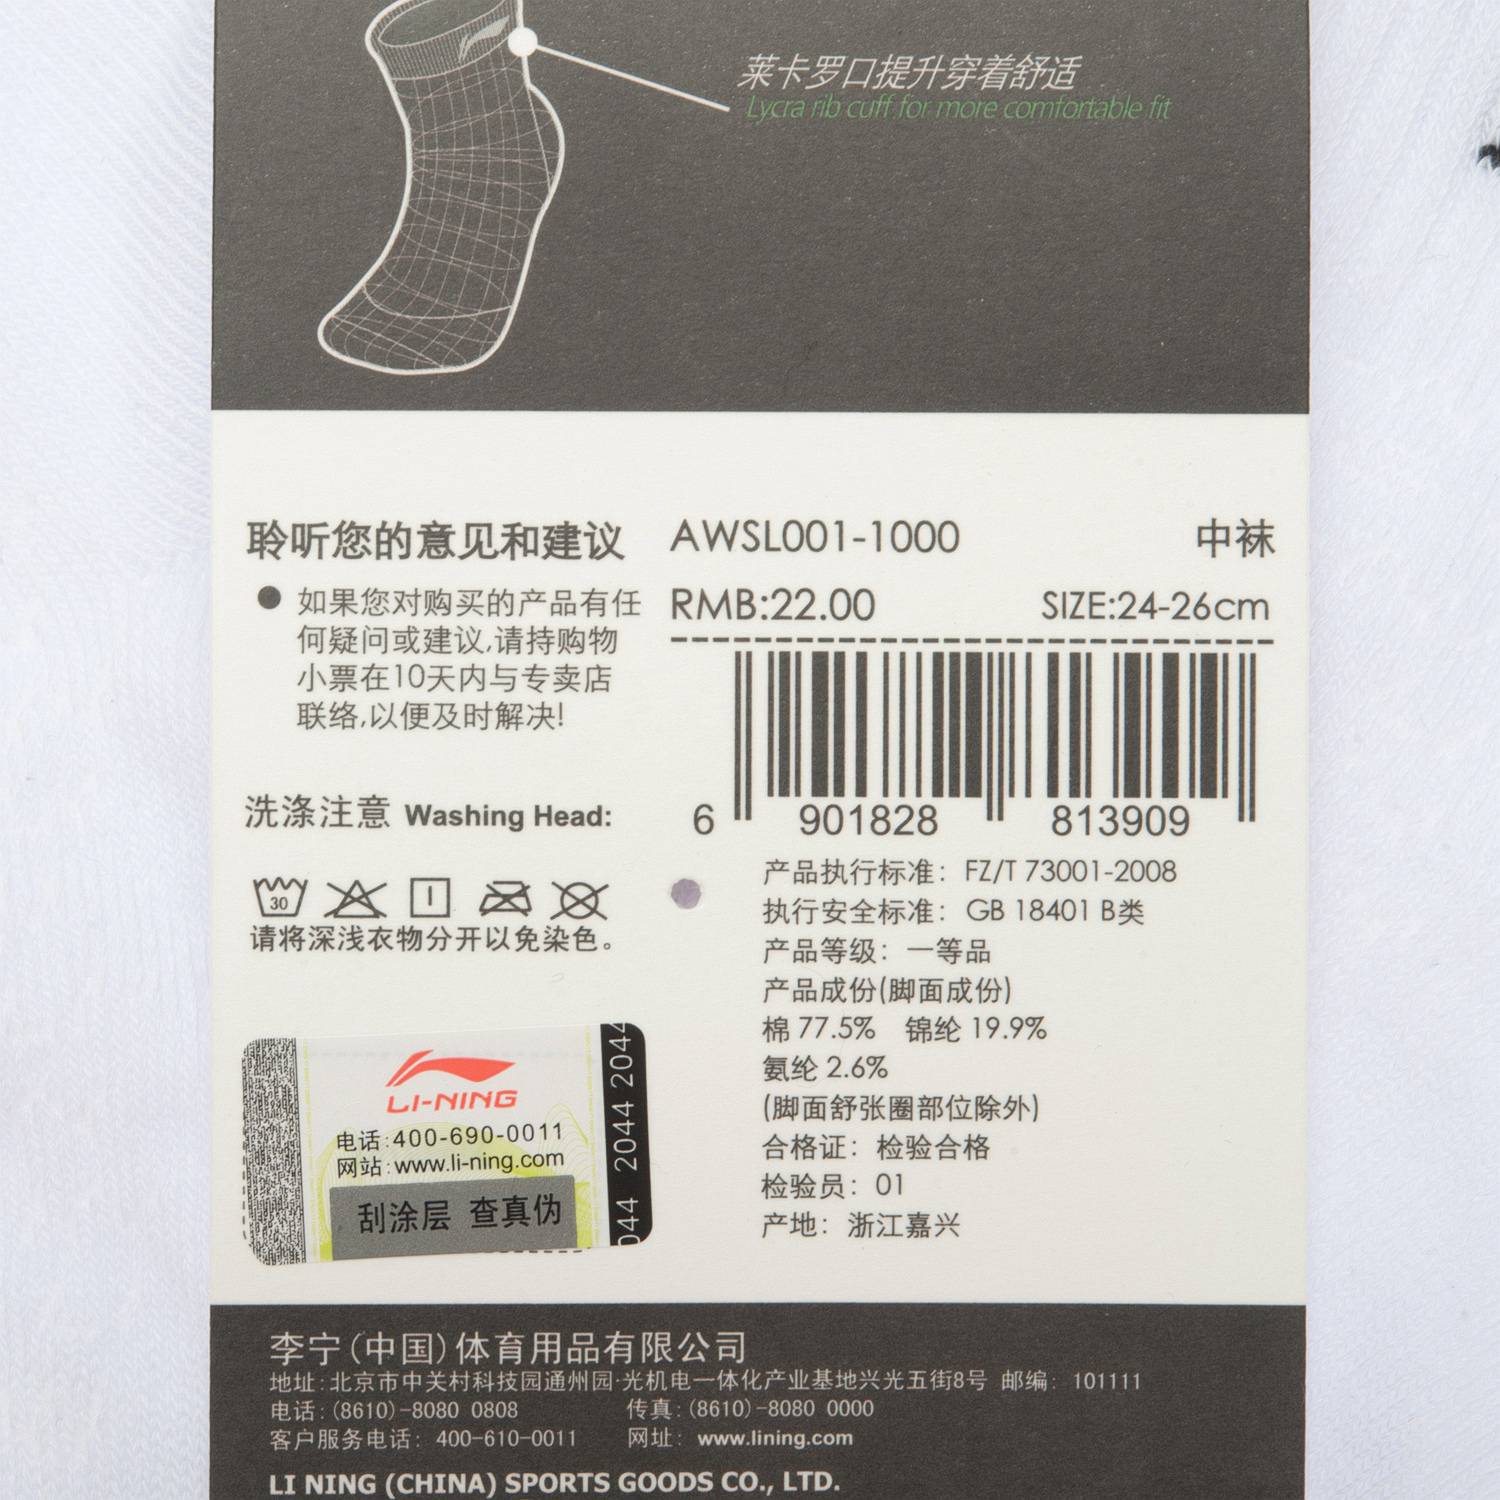 莱卡罗口提升穿着舒适
Lycra rib cuff for more comfortable fit
聆听您的意见和建议
● 如果您对购买的产品有任
何疑问或建议,请持购物
小票在10天内与专卖店
联络,以便及时解决!
洗涤注意 Washing Head:
30
请将深浅衣物分开以免染色。
AWSL001-1000 中袜
RMB:22.00 SIZE:24-26cm
6 901828 813909
产品执行标准：FZ/T 73001-2008
执行安全标准：GB 18401 B类
产品等级：一等品
产品成份(脚面成份)
棉 77.5% 锦纶 19.9%
氨纶 2.6%
(脚面舒张圈部位除外)
合格证：检验合格
检验员：01
产地：浙江嘉兴
LI-NING
电话:400-690-0011
网站:www.li-ning.com
刮涂层 查真伪
044 2044 2044
李宁(中国)体育用品有限公司
地址:北京市中关村科技园通州园·光机电一体化产业基地兴光五街8号 邮编：101111
电话:(8610)-8080 0808 传真:(8610)-8080 0000
客户服务电话：400-610-0011 网址：www.lining.com
LI NING (CHINA) SPORTS GOODS CO., LTD.